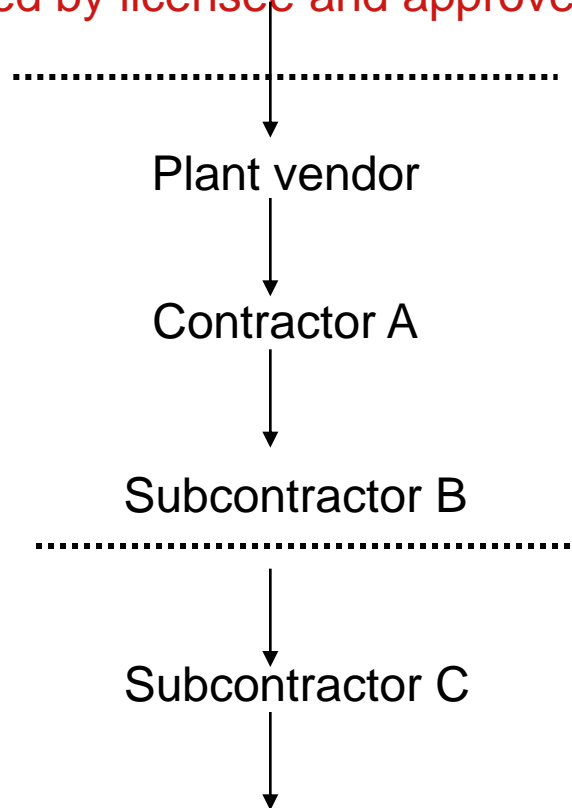 ed by licensee and approve
Plant vendor
Contractor A
Subcontractor B
Subcontractor C